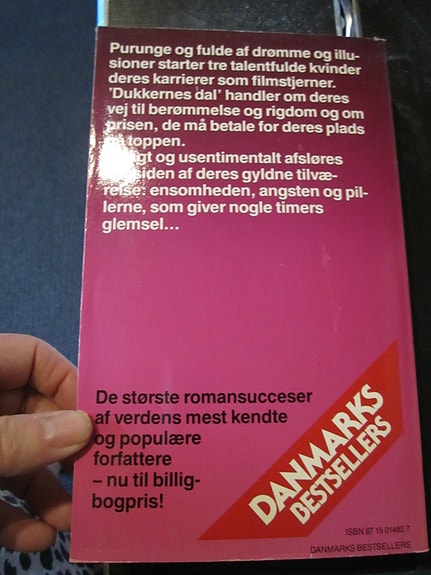 Purunge og fulde af drømme og illu-
sioner starter tre talentfulde kvinder
deres karrierer som filmstjerner.
'Dukkernes dal' handler om deres
vej til berømmelse og rigdom og om
prisen, de må betale for deres plads
toppen.
og usentimentalt afsløres
af deres gyldne tilvæ-
relse: ensomheden, angsten og pil-
lerne, som giver nogle timers
glemsel...
De største romansucceser
af verdens mest kendte
og populære
forfattere
– nu til billig-
bogpris!
DANMARKS
BESTSELLERS
ISBN 87 15 01482 7
DANMARKS BESTSELLERS